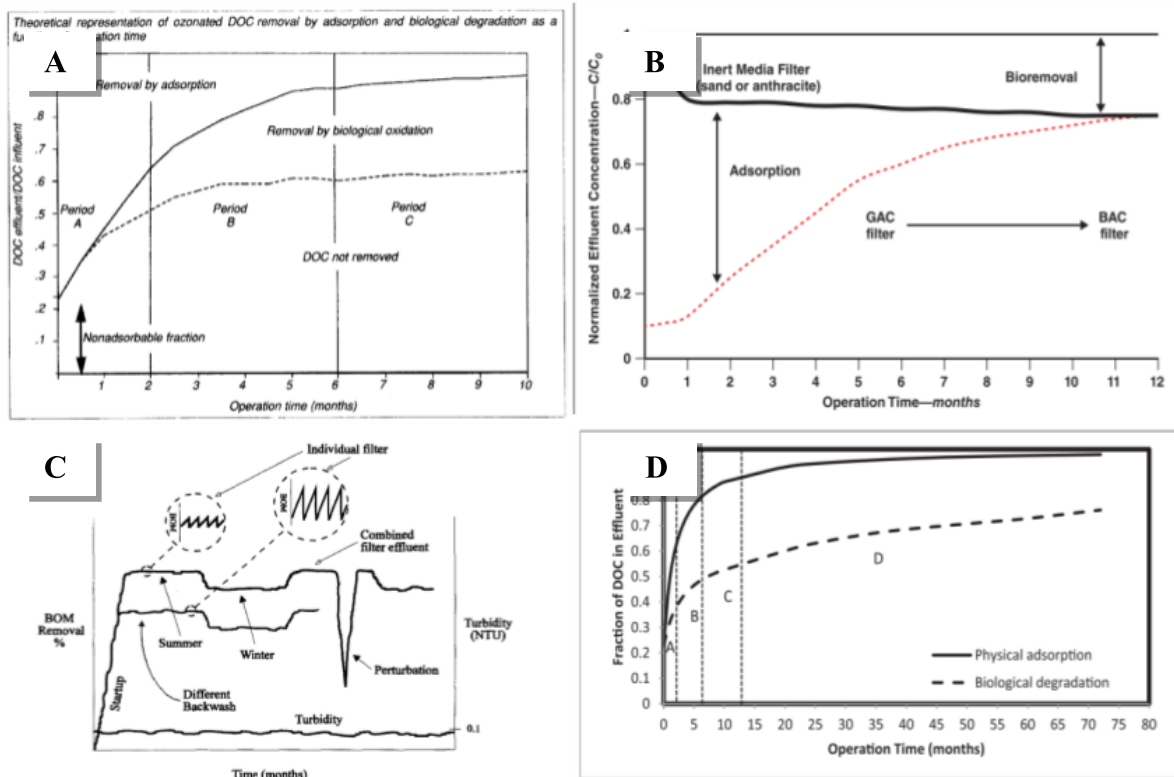 Theoretical representation of ozonated DOC removal by adsorption and biological degradation as a
time
A
Removal by adsorption
.8
.6
.5
.4
.3
.2
.1
DOC effluent/DOC influent
Removal by biological oxidation
Period
A
Period
B
Period
C
DOC not removed
Nonadsorbable fraction
1
2
3
4
5
6
7
8
9
10
Operation time (months)
B
Inert Media Filter
(sand or anthracite)
Bioremoval
Adsorption
GAC
filter
BAC
filter
0.8
0.6
0.4
0.2
0
Normalized Effluent Concentration—C/C0
0
1
2
3
4
5
6
7
8
9
10
11
12
Operation Time—months
C
Individual filter
BOM
BOM
Combined
filter effluent
BOM
Removal
%
Turbidity
(NTU)
Summer
Winter
Perturbation
Startup
Different
Backwash
Turbidity
0.1
Time (months)
D
0.8
0.7
0.6
0.5
0.4
0.3
0.2
0.1
0
Fraction of DOC in Effluent
A
B
C
D
Physical adsorption
Biological degradation
0
5
10
15
20
25
30
35
40
45
50
55
60
65
70
75
80
Operation Time (months)